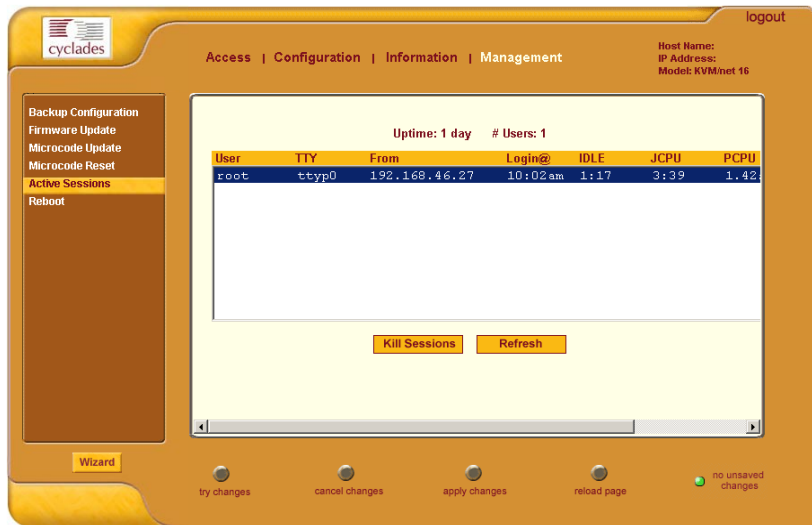 logout
cyclades
Access | Configuration | Information | Management
Host Name:
IP Address:
Model: KVM/net 16
Backup Configuration
Firmware Update
Microcode Update
Microcode Reset
Active Sessions
Reboot
Uptime: 1 day # Users: 1
User TTY From Login@ IDLE JCPU PCPU
root ttyp0 192.168.46.27 10:02am 1:17 3:39 1.42
Kill Sessions Refresh
Wizard
try changes
cancel changes
apply changes
reload page
no unsaved
changes